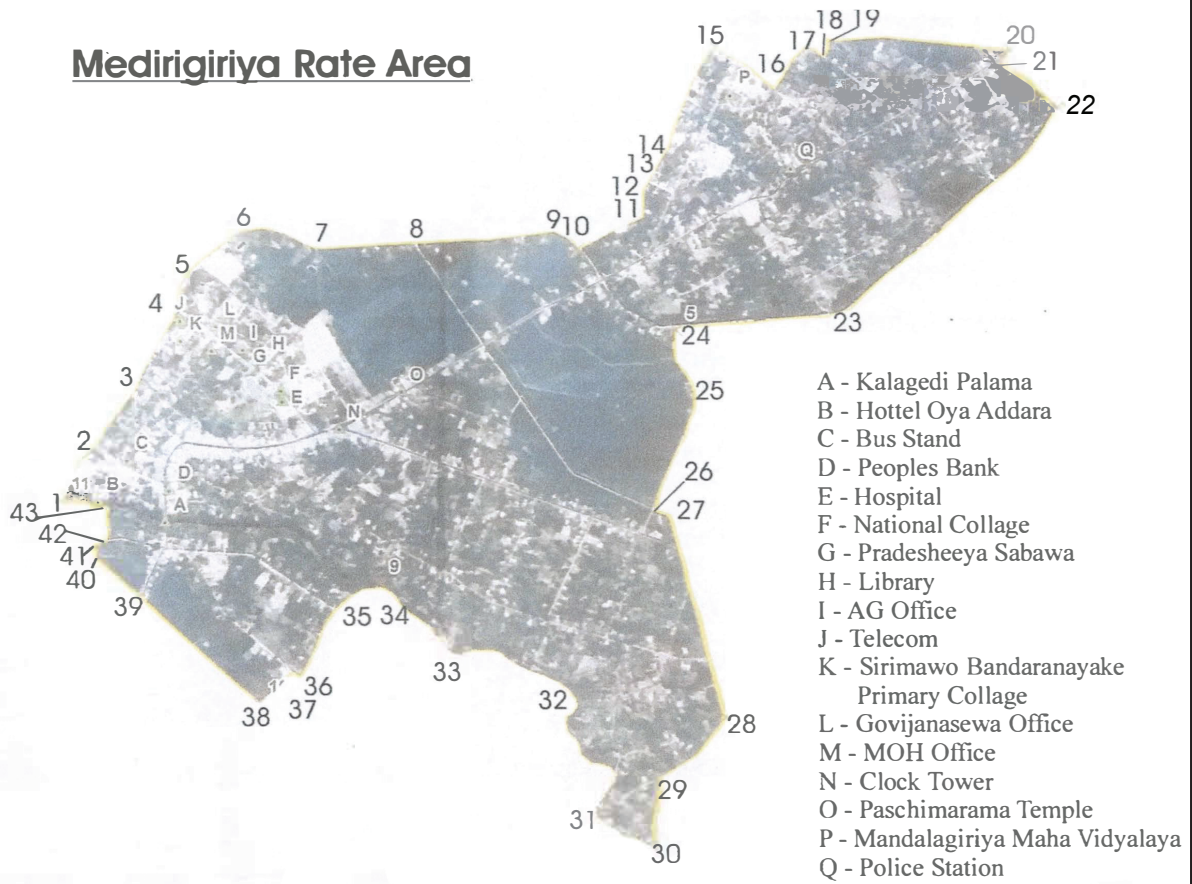 Medirigiriya Rate Area
18 19
15 17 20
16 21
P
22
14 Q
13
12
11
6 7 8 9 10
5
4 J L
K M I H
G
5
24 23
3 F O
E 25
N
2 C
D 26
11 B 27
1 A
43
42
41 9
40
39 35 34
33
36
37 32
38 28
29
31
30
A - Kalagedi Palama
B - Hottel Oya Addara
C - Bus Stand
D - Peoples Bank
E - Hospital
F - National Collage
G - Pradesheeya Sabawa
H - Library
I - AG Office
J - Telecom
K - Sirimawo Bandaranayake
Primary Collage
L - Govijanasewa Office
M - MOH Office
N - Clock Tower
O - Paschimarama Temple
P - Mandalagiriya Maha Vidyalaya
Q - Police Station